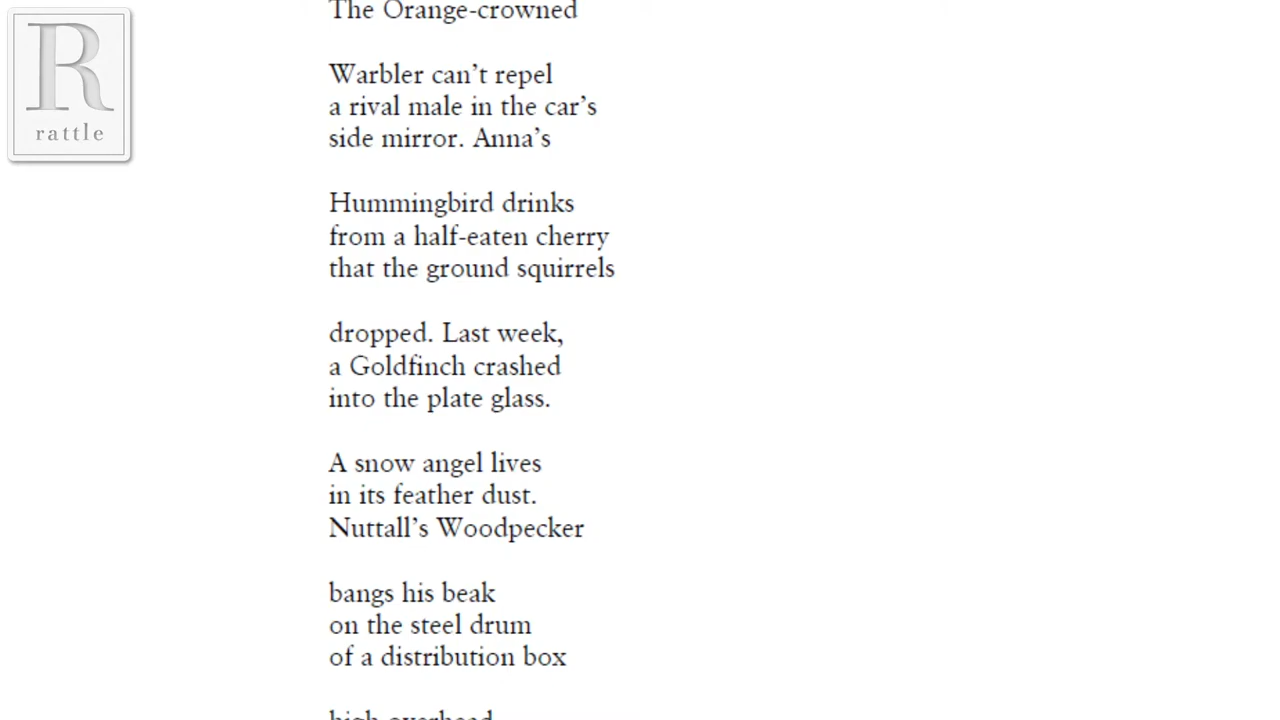 R
rattle
The Orange-crowned
Warbler can’t repel
a rival male in the car’s
side mirror. Anna’s
Hummingbird drinks
from a half-eaten cherry
that the ground squirrels
dropped. Last week,
a Goldfinch crashed
into the plate glass.
A snow angel lives
in its feather dust.
Nuttall’s Woodpecker
bangs his beak
on the steel drum
of a distribution box
high overhead